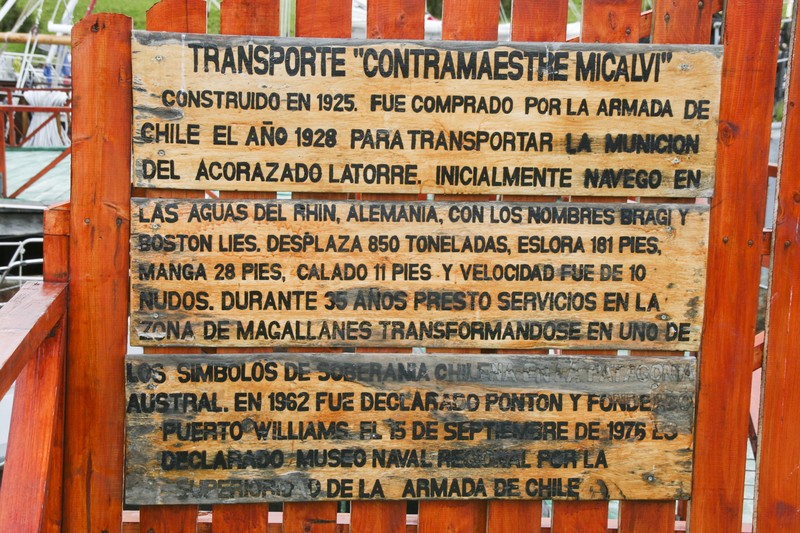 TRANSPORTE "CONTRAMAESTRE MICALVI"
CONSTRUIDO EN 1925. FUE COMPRADO POR LA ARMADA DE
CHILE EL AÑO 1928 PARA TRANSPORTAR LA MUNICION
DEL ACORAZADO LATORRE. INICIALMENTE NAVEGO EN
LAS AGUAS DEL RHIN, ALEMANIA, CON LOS NOMBRES BRAGI Y
BOSTON LIES. DESPLAZA 850 TONELADAS, ESLORA 181 PIES,
MANGA 28 PIES, CALADO 11 PIES Y VELOCIDAD FUE DE 10
NUDOS. DURANTE 35 AÑOS PRESTO SERVICIOS EN LA
ZONA DE MAGALLANES TRANSFORMANDOSE EN UNO DE
LOS SIMBOLOS DE SOBERANIA
AUSTRAL. EN 1962 FUE DECLARADO PONTON Y
PUERTO WILLIAMS. EL 15 DE SEPTIEMBRE DE 1976 ES
DECLARADO MUSEO NAVAL REGIONAL POR LA
DE LA ARMADA DE CHILE